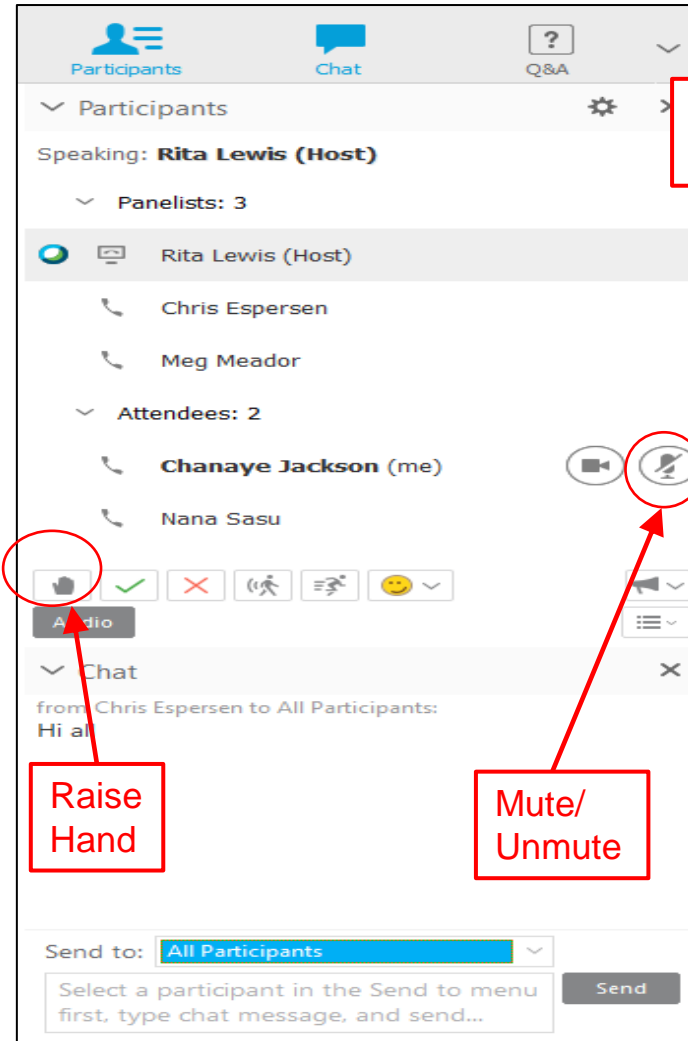 Participants Chat ? Q&A
Participants
Speaking: Rita Lewis (Host)
Panelists: 3
Rita Lewis (Host)
Chris Espersen
Meg Meador
Attendees: 2
Chanaye Jackson (me)
Nana Sasu
Audio
Chat
from Chris Espersen to All Participants:
Hi all
Raise
Hand
Mute/
Unmute
Send to: All Participants
Select a participant in the Send to menu
first, type chat message, and send...
Send